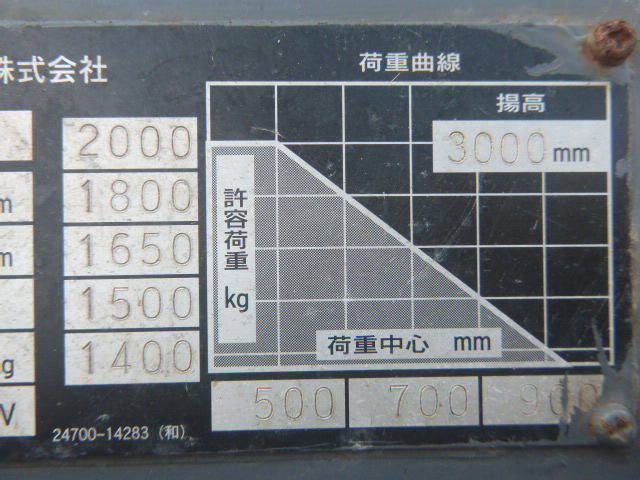 株式会社
荷重曲線
揚高
2000
3000mm
m
1800
許容荷重
m
1650
1500
kg
荷重中心 mm
g
1400
500
700
900
V
24700-14283 (和)